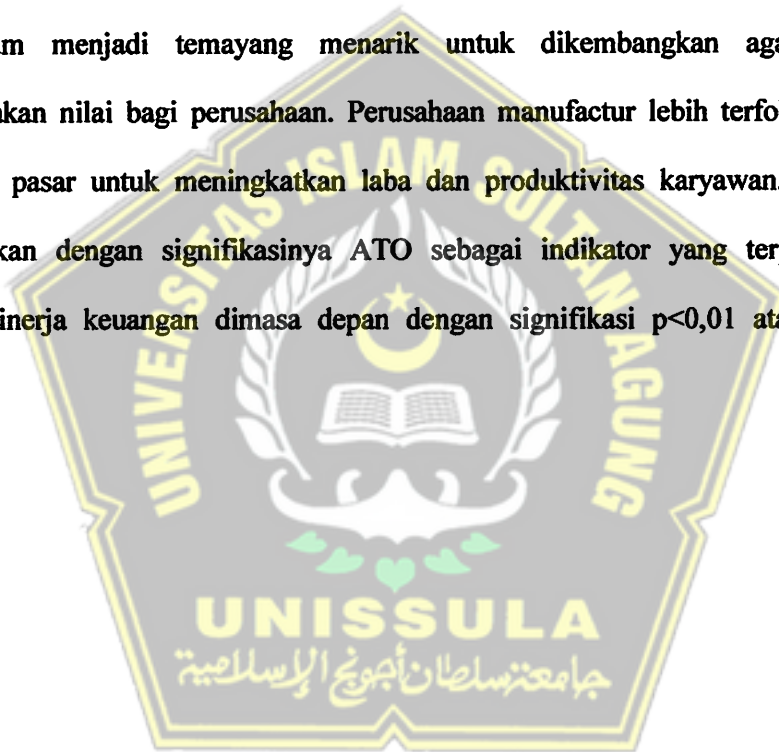 am menjadi temayang menarik untuk dikembangkan aga
akan nilai bagi perusahaan. Perusahaan manufactur lebih terfo
pasar untuk meningkatkan laba dan produktivitas karyawan.
kan dengan signifikasinya ATO sebagai indikator yang ter
inerja keuangan dimasa depan dengan signifikasi p<0,01 ata
UNIVERSITAS ISLAM SULTAN AGUNG
UNISSULA
جامعة سلطان أجونج الإسلامية